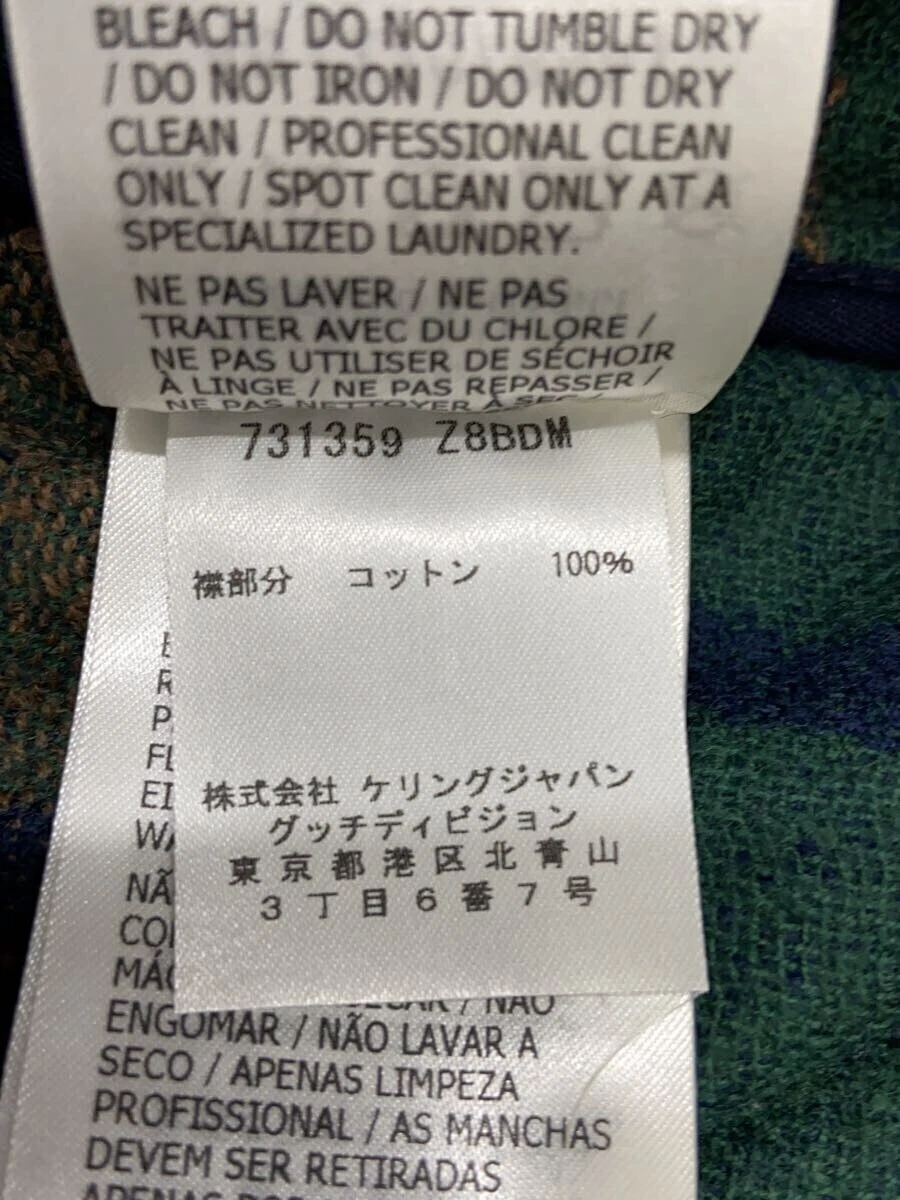 BLEACH / DO NOT TUMBLE DRY
/ DO NOT IRON / DO NOT DRY
CLEAN / PROFESSIONAL CLEAN
ONLY / SPOT CLEAN ONLY AT A
SPECIALIZED LAUNDRY.
NE PAS LAVER / NE PAS
TRAITER AVEC DU CHLORE /
NE PAS UTILISER DE SÉCHOIR
À LINGE / NE PAS REPASSER /
NE PAS NETTOYER À SEC /
731359 Z8BDM
襟部分 コットン 100%
株式会社 ケリングジャパン
グッチディビジョン
東京都港区北青山
3丁目6番7号
NÃO
ENGOMAR / NÃO LAVAR A
SECO / APENAS LIMPEZA
PROFISSIONAL / AS MANCHAS
DEVEM SER RETIRADAS